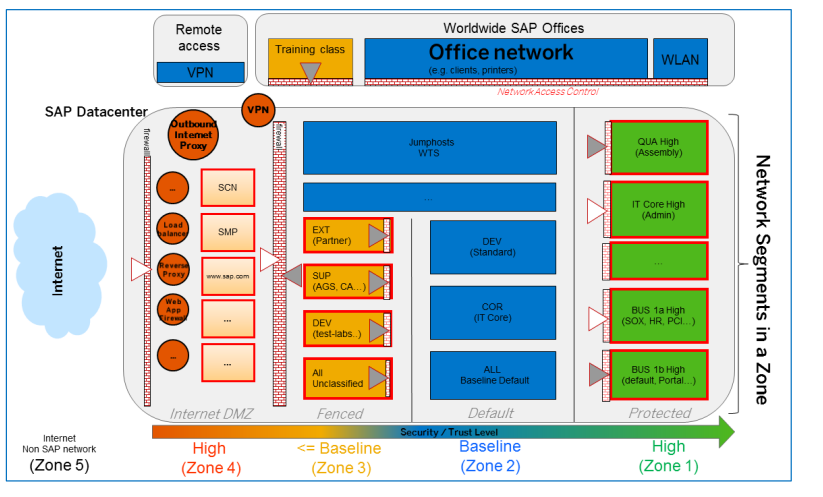 Remote
access
VPN
Worldwide SAP Offices
Training class
Office network
(e.g. clients, printers)
WLAN
Network Access Control
SAP Datacenter
VPN
firewall
Outbound
Internet
Proxy
firewall
Jumphosts
WTS
QUA High
(Assembly)
...
SCN
...
IT Core High
(Admin)
Load
balancer
SMP
EXT
(Partner)
DEV
(Standard)
...
Internet
Reverse
Proxy
www.sap.com
SUP
(AGS, CA...)
Web
App
Firewall
...
DEV
(test-labs..)
COR
(IT Core)
BUS 1a High
(SOX, HR, PCI...)
...
...
All
Unclassified
ALL
Baseline Default
BUS 1b High
(default, Portal...)
Network Segments in a Zone
Internet DMZ
Fenced
Default
Protected
Security / Trust Level
Internet
Non SAP network
(Zone 5)
High
(Zone 4)
<= Baseline
(Zone 3)
Baseline
(Zone 2)
High
(Zone 1)